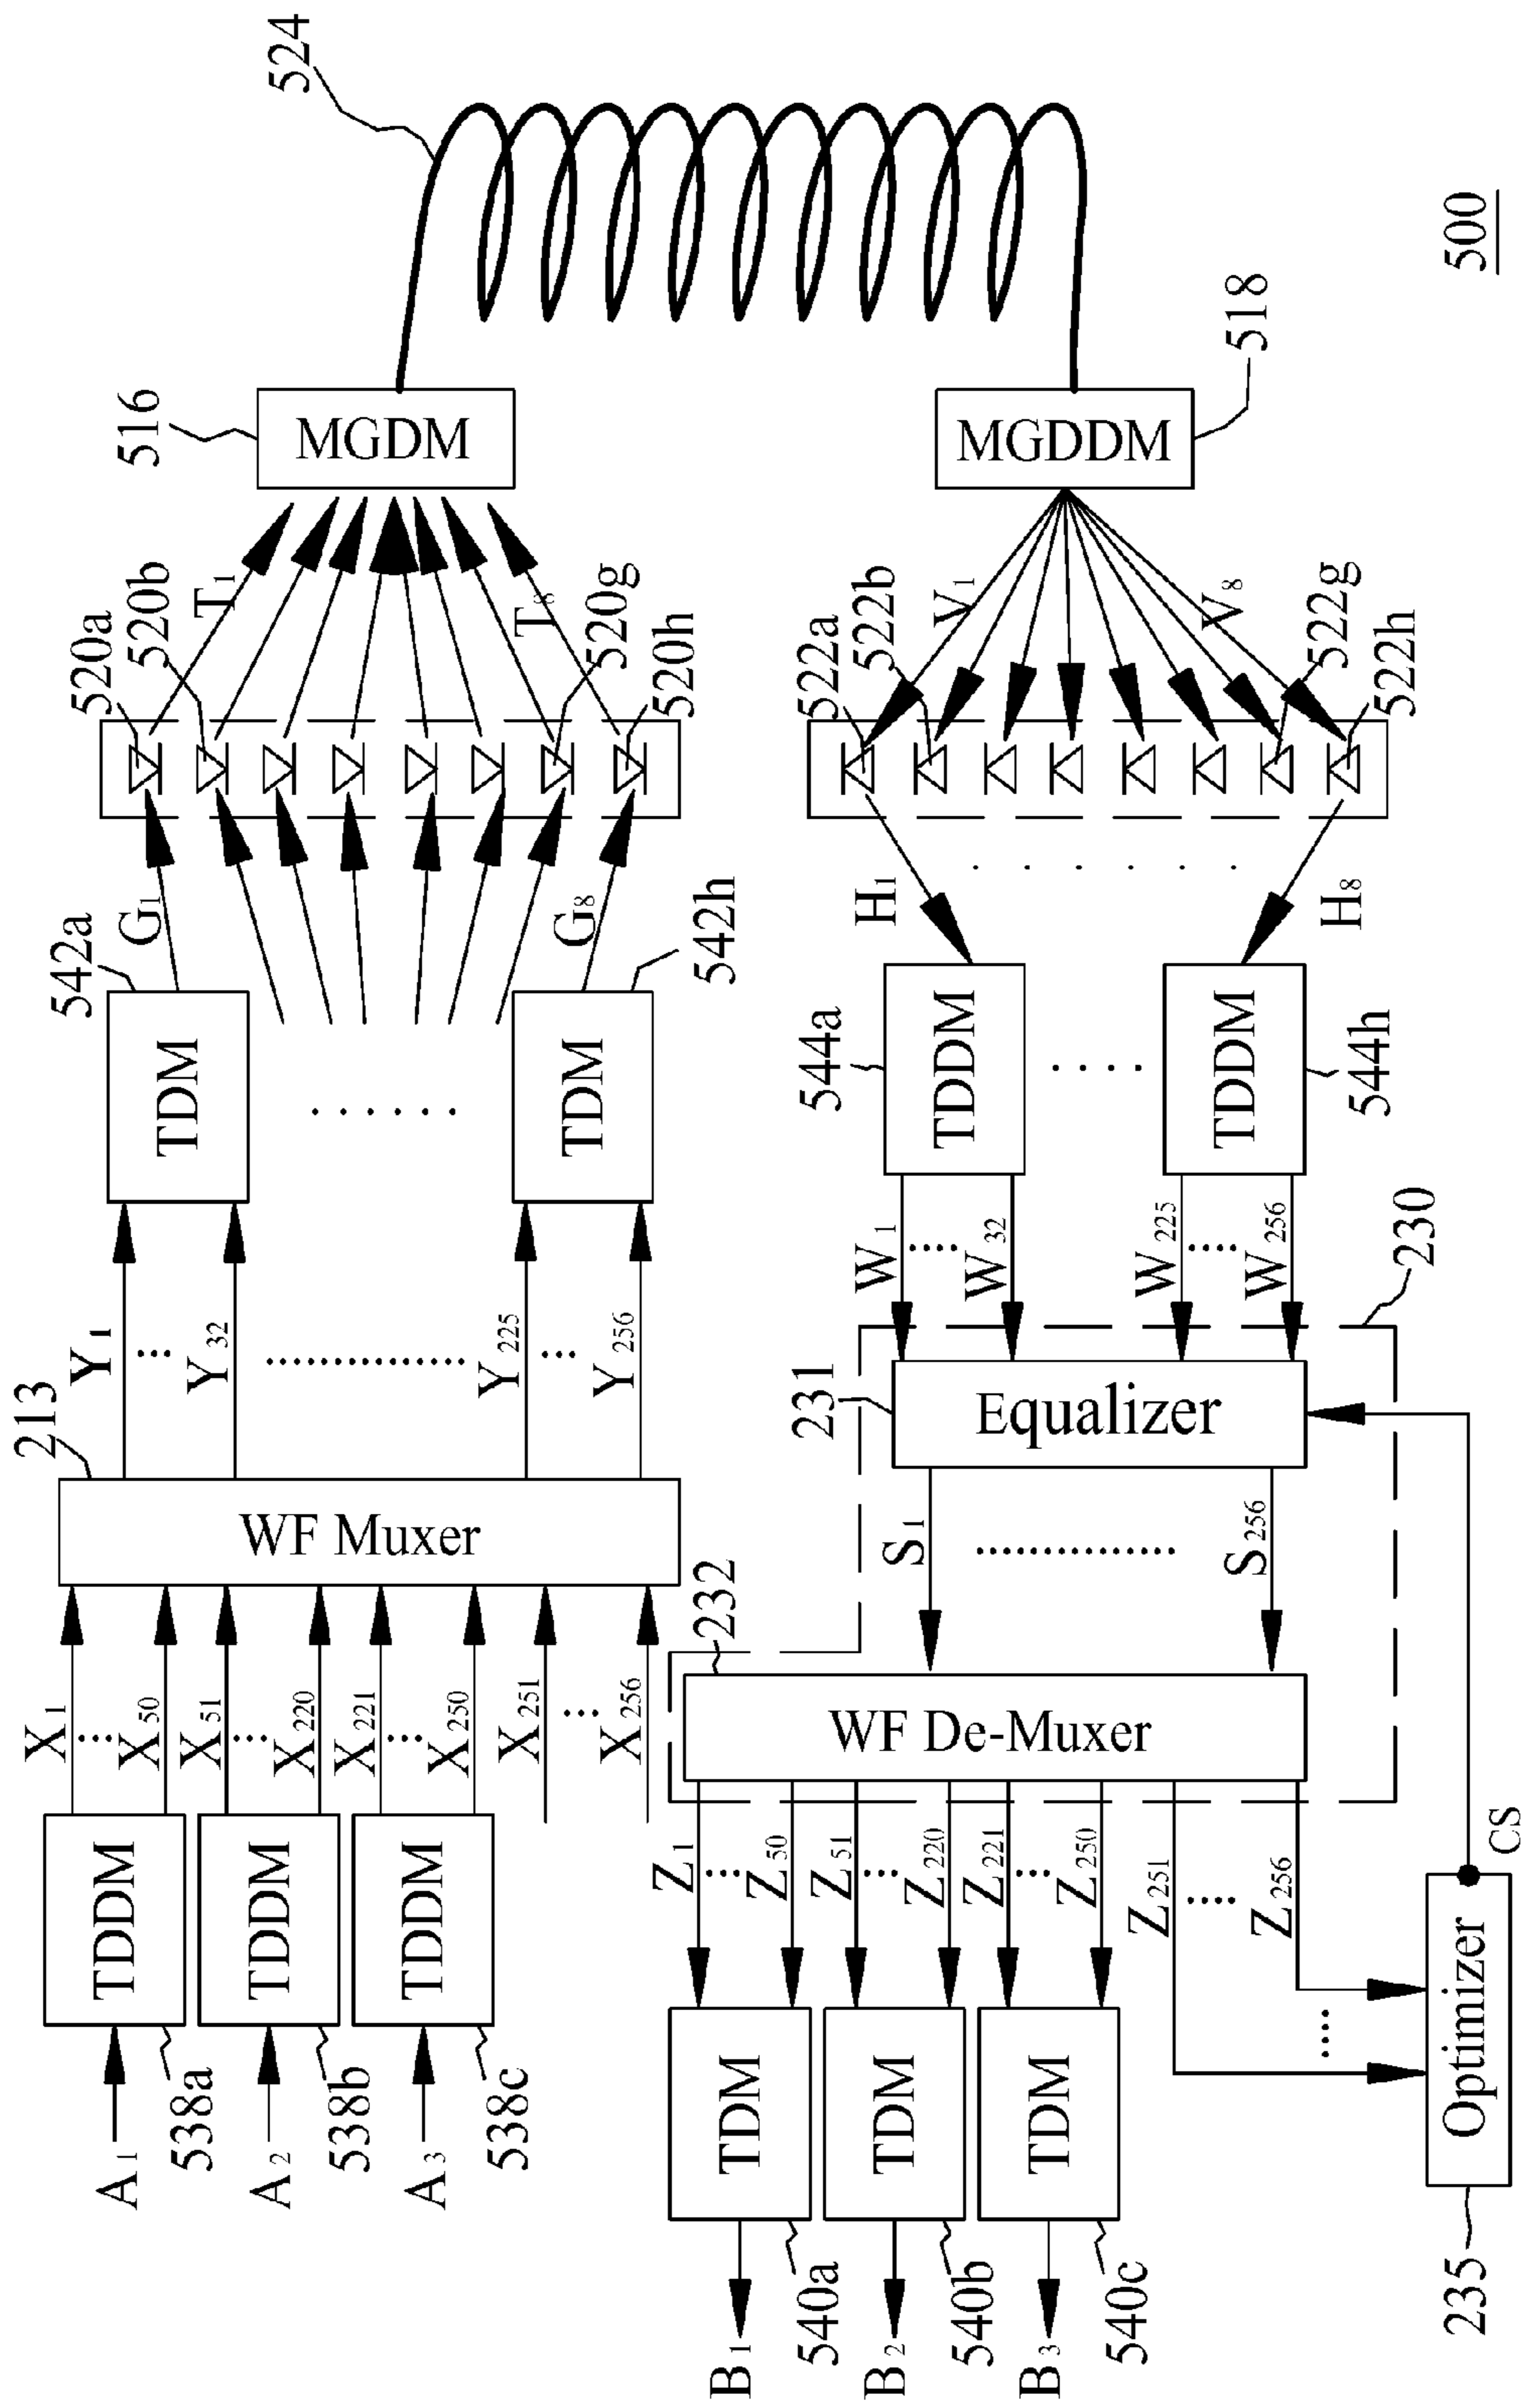 500
A1
A2
A3
538a
538b
538c
TDDM
TDDM
TDDM
X1
X50
X51
X220
X221
X250
X251
X256
213
WF Muxer
Y1
Y32
Y225
Y256
542a
TDM
TDM
542h
G1
G8
520a
520b
520g
520h
T1
T8
516
MGDM
524
518
MGDDM
V1
V8
522a
522b
522g
522h
H1
H8
544a
TDDM
TDDM
544h
W1
W32
W225
W256
230
231
Equalizer
S1
S256
232
WF De-Muxer
Z1
Z50
Z51
Z220
Z221
Z250
Z251
Z256
TDM
TDM
TDM
540a
540b
540c
B1
B2
B3
Optimizer
CS
235